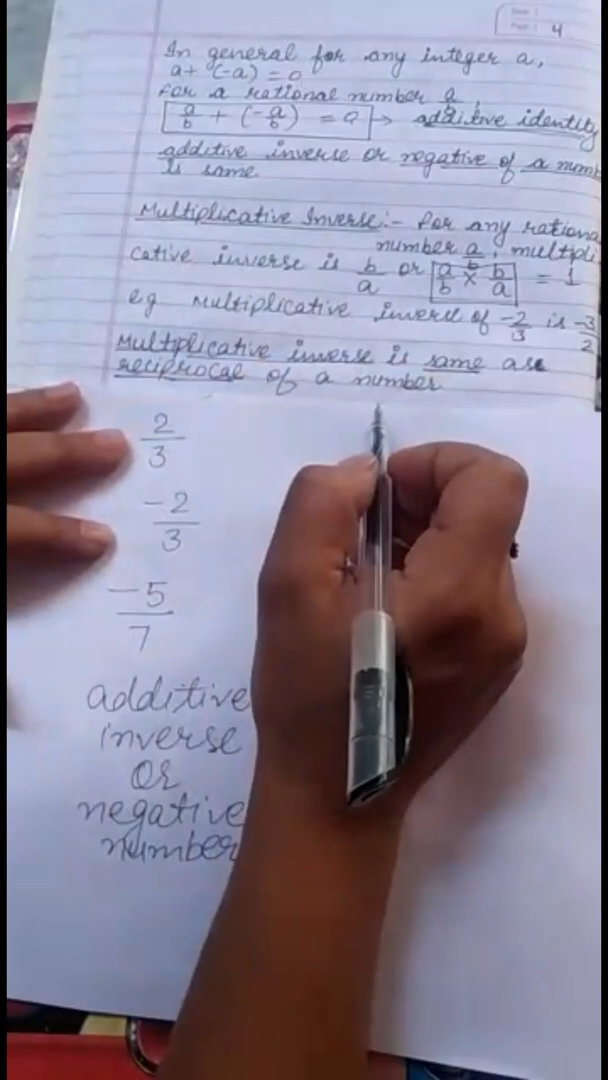 Page 4
In general for any integer a,
a + (-a) = 0
For a rational number a/b,
a/b + (-a/b) = 0 → additive identity
additive inverse or negative of a numb
is same
Multiplicative Inverse:- For any rationa
number a/b, multipli
cative inverse is b/a or a/b × b/a = 1
eg multiplicative inverse of -2/3 is -3/2
Multiplicative inverse is same as
reciprocal of a number
2/3
-2/3
-5/7
additive
inverse
or
negative
number